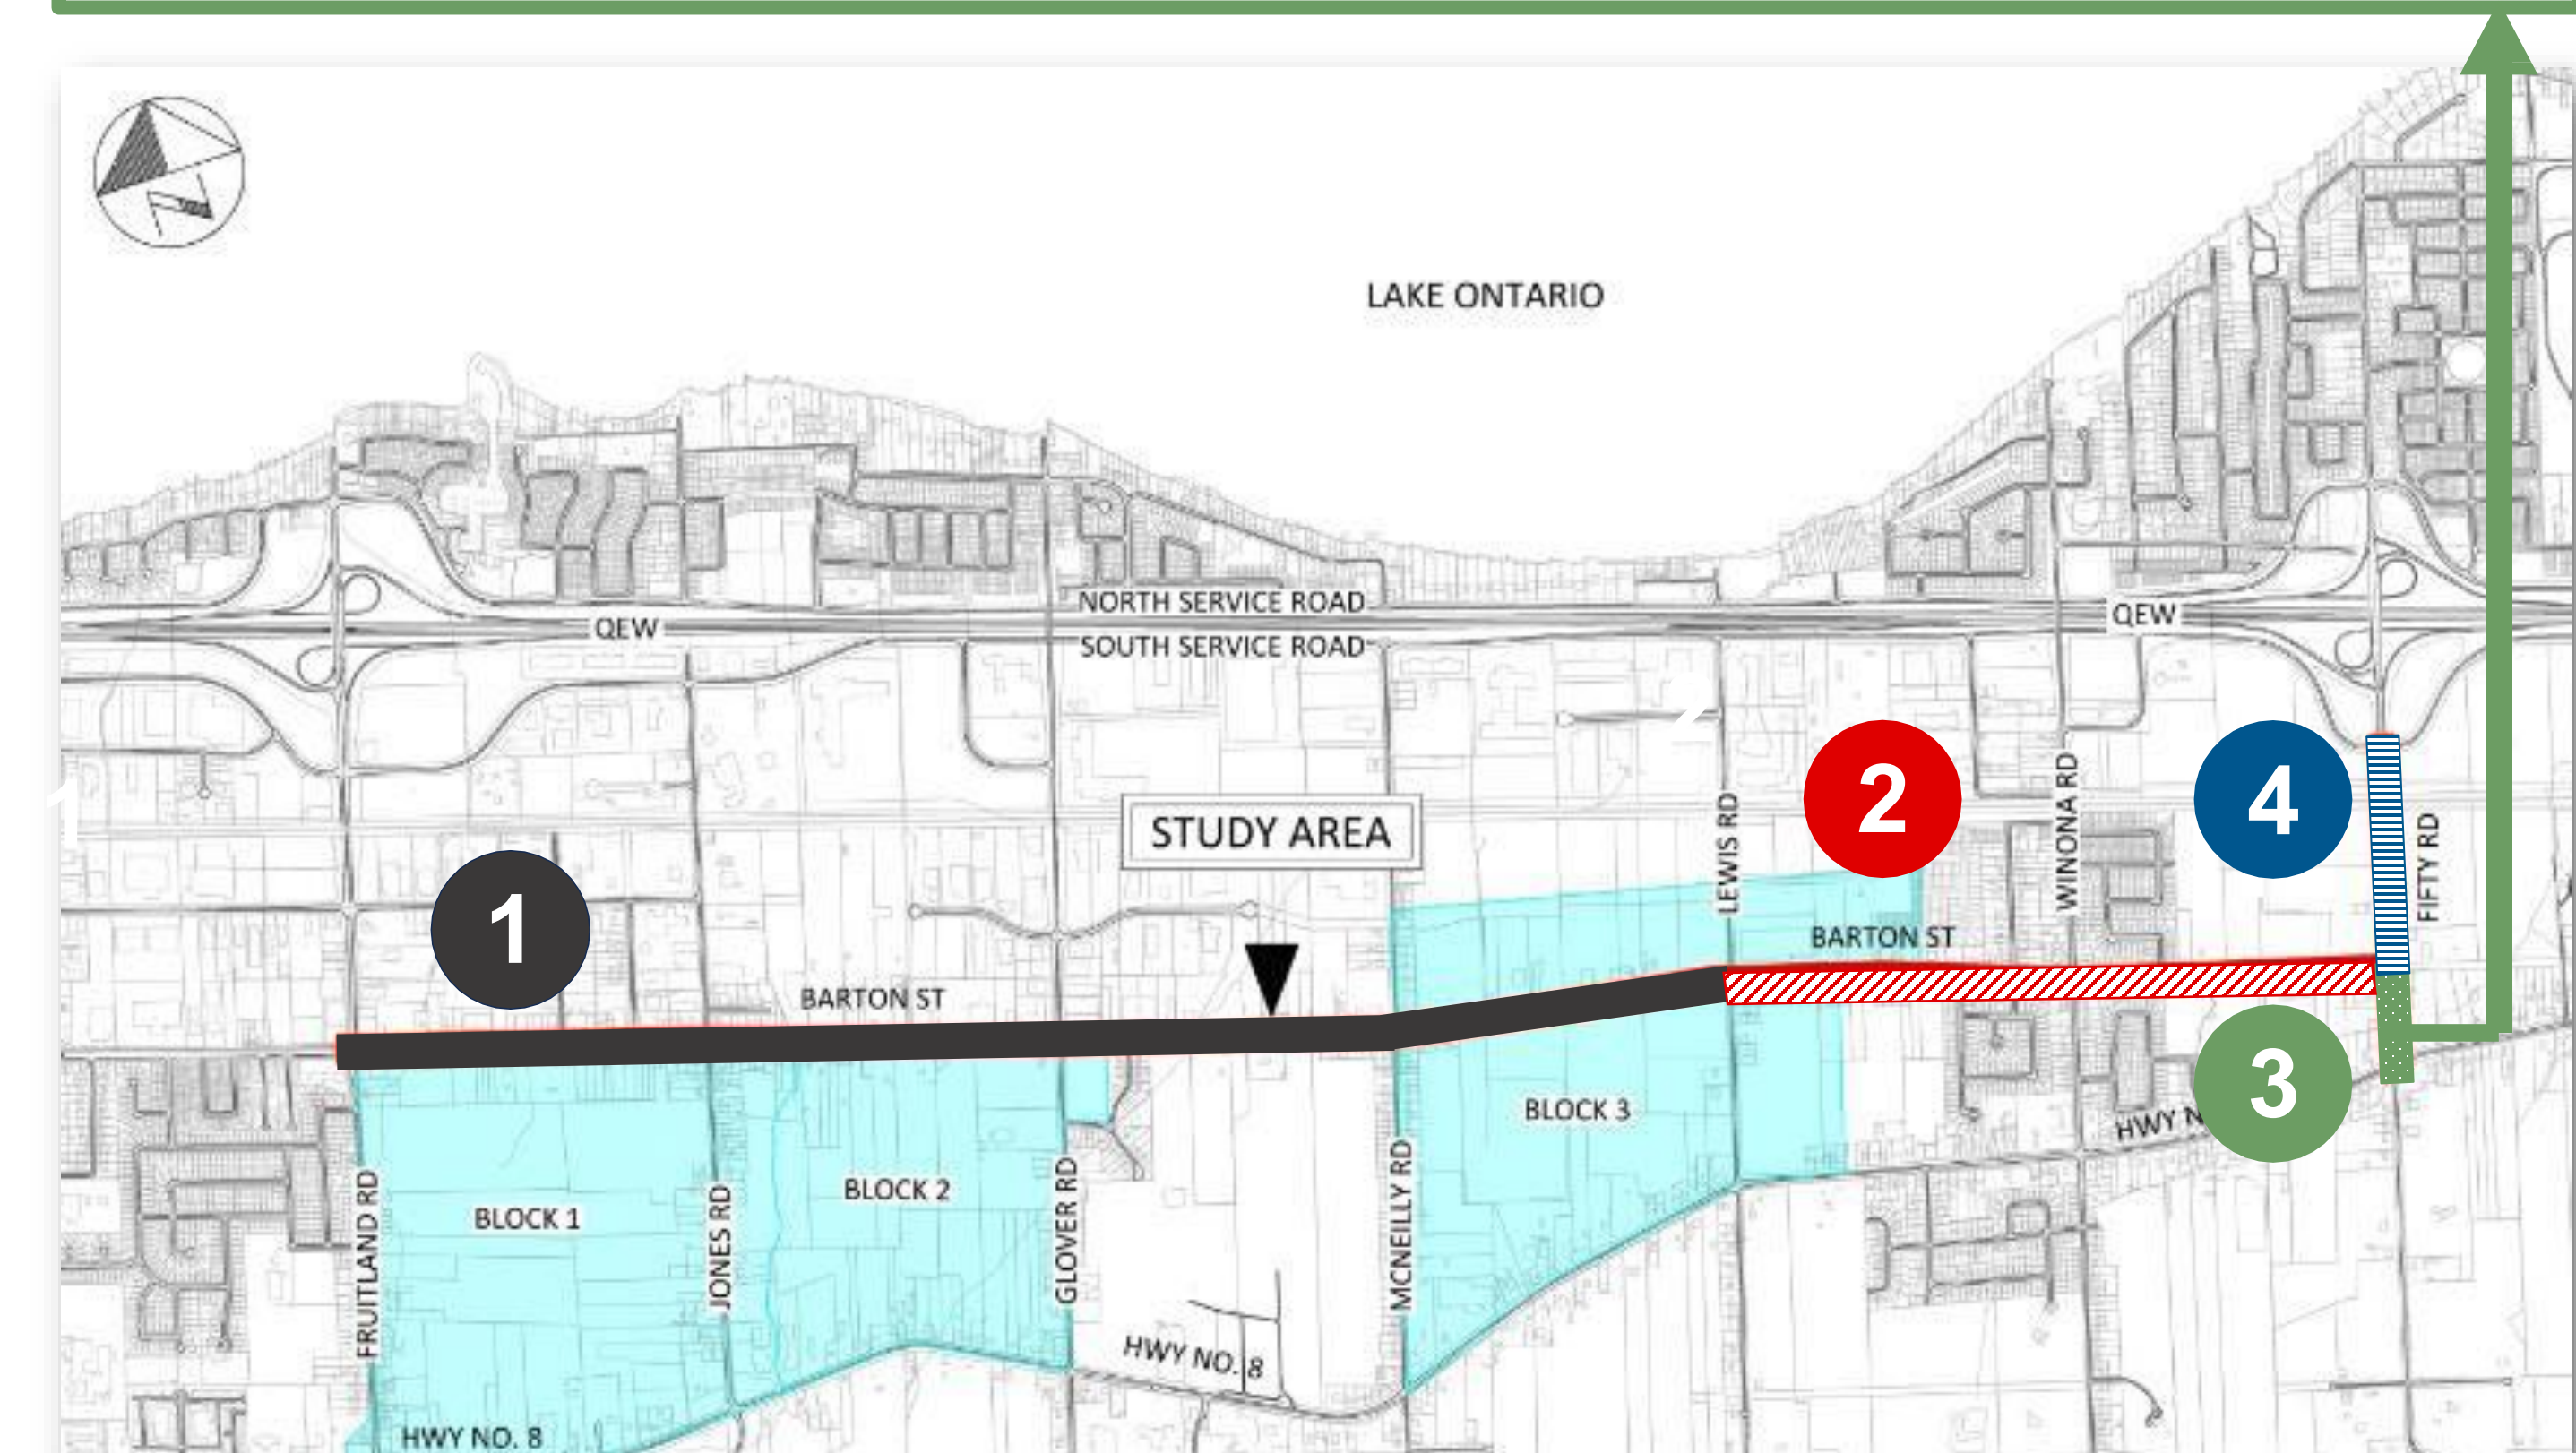 LAKE ONTARIO
NORTH SERVICE ROAD
QEW
QEW
SOUTH SERVICE ROAD
2
4
STUDY AREA
LEWIS RD
WINONA RD
FIFTY RD
1
BARTON ST
BARTON ST
3
BLOCK 3
HWY N
BLOCK 2
BLOCK 1
FRUITLAND RD
JONES RD
GLOVER RD
MCNEILLY RD
HWY NO. 8
HWY NO. 8